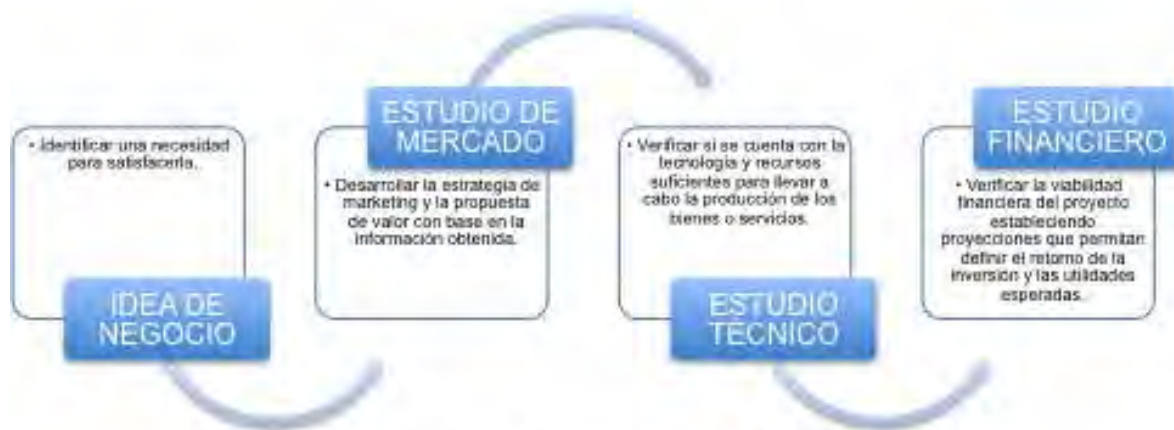 • Identificar una necesidad
para satisfacerla.
IDEA DE
NEGOCIO
ESTUDIO DE
MERCADO
• Desarrollar la estrategia de
marketing y la propuesta
de valor con base en la
información obtenida.
• Verificar si se cuenta con la
tecnología y recursos
suficientes para llevar a
cabo la producción de los
bienes o servicios.
ESTUDIO
TÉCNICO
ESTUDIO
FINANCIERO
• Verificar la viabilidad
financiera del proyecto
estableciendo
proyecciones que permitan
definir el retorno de la
inversión y las utilidades
esperadas.